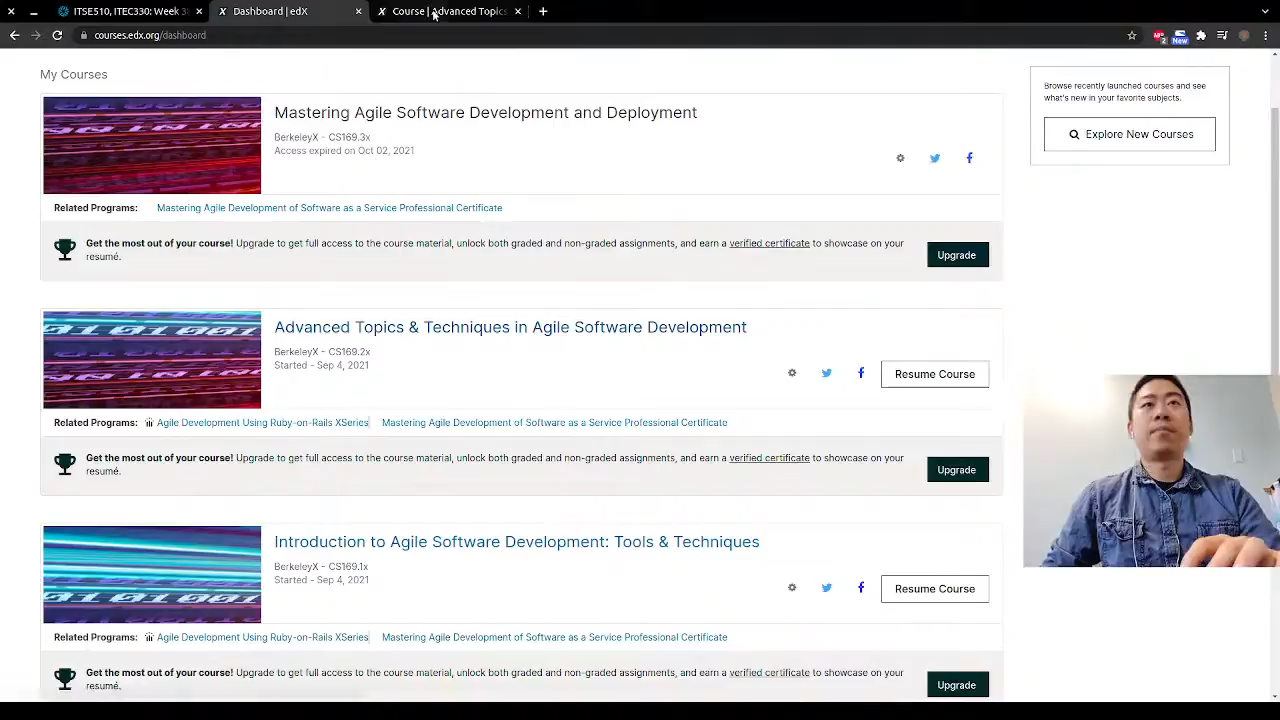 ITSE510, ITEC330: Week 3
Dashboard | edX
Course | Advanced Topics
courses.edx.org/dashboard
2
New
My Courses
Mastering Agile Software Development and Deployment
BerkeleyX - CS169.3x
Access expired on Oct 02, 2021
Related Programs:
Mastering Agile Development of Software as a Service Professional Certificate
Get the most out of your course! Upgrade to get full access to the course material, unlock both graded and non-graded assignments, and earn a verified certificate to showcase on your
resumé.
Upgrade
Advanced Topics & Techniques in Agile Software Development
BerkeleyX - CS169.2x
Started - Sep 4, 2021
Resume Course
Related Programs:
Agile Development Using Ruby-on-Rails XSeries
Mastering Agile Development of Software as a Service Professional Certificate
Get the most out of your course! Upgrade to get full access to the course material, unlock both graded and non-graded assignments, and earn a verified certificate to showcase on your
resumé.
Upgrade
Introduction to Agile Software Development: Tools & Techniques
BerkeleyX - CS169.1x
Started - Sep 4, 2021
Resume Course
Related Programs:
Agile Development Using Ruby-on-Rails XSeries
Mastering Agile Development of Software as a Service Professional Certificate
Get the most out of your course! Upgrade to get full access to the course material, unlock both graded and non-graded assignments, and earn a verified certificate to showcase on your
resumé.
Upgrade
Browse recently launched courses and see
what's new in your favorite subjects.
Explore New Courses